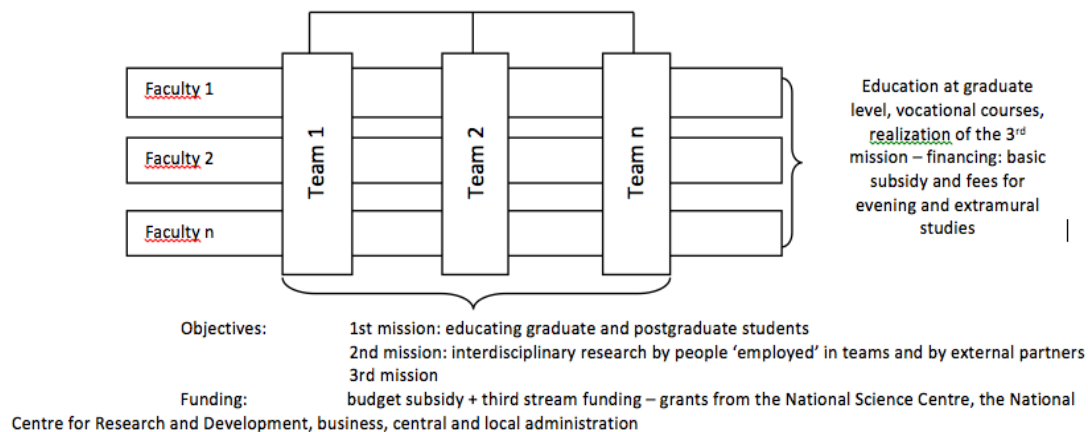 Faculty 1
Faculty 2
Faculty n
Team 1
Team 2
Team n
Education at graduate
level, vocational courses,
realization of the 3rd
mission – financing: basic
subsidy and fees for
evening and extramural
studies
Objectives: 1st mission: educating graduate and postgraduate students
2nd mission: interdisciplinary research by people ‘employed’ in teams and by external partners
3rd mission
Funding: budget subsidy + third stream funding – grants from the National Science Centre, the National
Centre for Research and Development, business, central and local administration